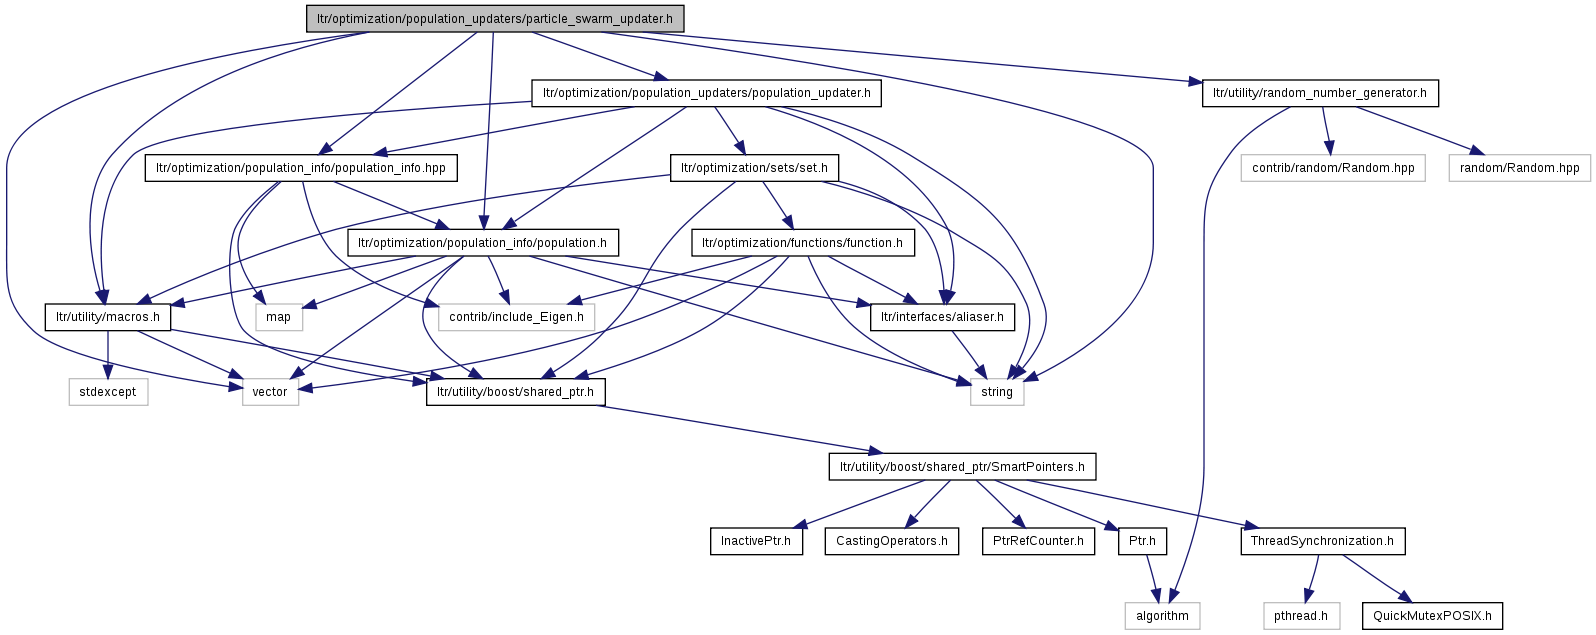 ltr/optimization/population_updaters/particle_swarm_updater.h
ltr/optimization/population_updaters/population_updater.h
ltr/utility/random_number_generator.h
ltr/optimization/population_info/population_info.hpp
ltr/optimization/sets/set.h
contrib/random/Random.hpp
random/Random.hpp
ltr/optimization/population_info/population.h
ltr/optimization/functions/function.h
ltr/utility/macros.h
map
contrib/include_Eigen.h
ltr/interfaces/aliaser.h
stdexcept
vector
ltr/utility/boost/shared_ptr.h
string
ltr/utility/boost/shared_ptr/SmartPointers.h
InactivePtr.h
CastingOperators.h
PtrRefCounter.h
Ptr.h
ThreadSynchronization.h
algorithm
pthread.h
QuickMutexPOSIX.h